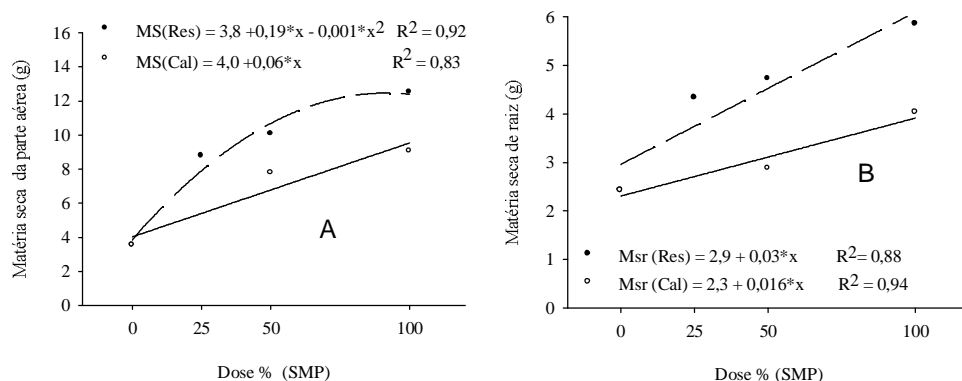 MS(Res) = 3,8 +0,19*x - 0,001*x² R² = 0,92
MS(Cal) = 4,0 +0,06*x R² = 0,83
Matéria seca da parte aérea (g)
16
14
12
10
8
6
4
2
0
A
0 25 50 100
Dose % (SMP)
Matéria seca de raiz (g)
6
5
4
3
2
1
0
B
Msr (Res) = 2,9 + 0,03*x R² = 0,88
Msr (Cal) = 2,3 + 0,016*x R² = 0,94
0 25 50 100
Dose % (SMP)